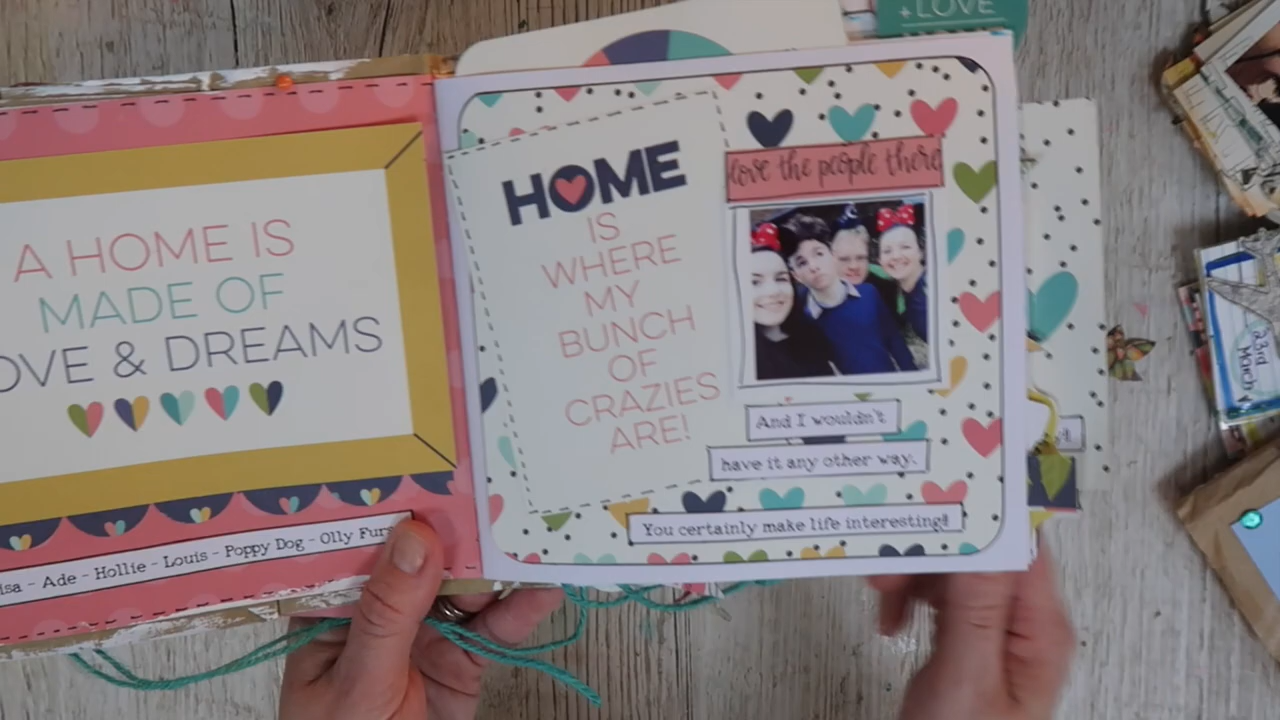 +LOVE
A HOME IS
MADE OF
LOVE & DREAMS
isa - Ade - Hollie - Louis - Poppy Dog - Olly Furs
HOME
IS
WHERE
MY
BUNCH
OF
CRAZIES
ARE!
love the people there
And I wouldn't
have it any other way.
You certainly make life interesting!!
23rd
March